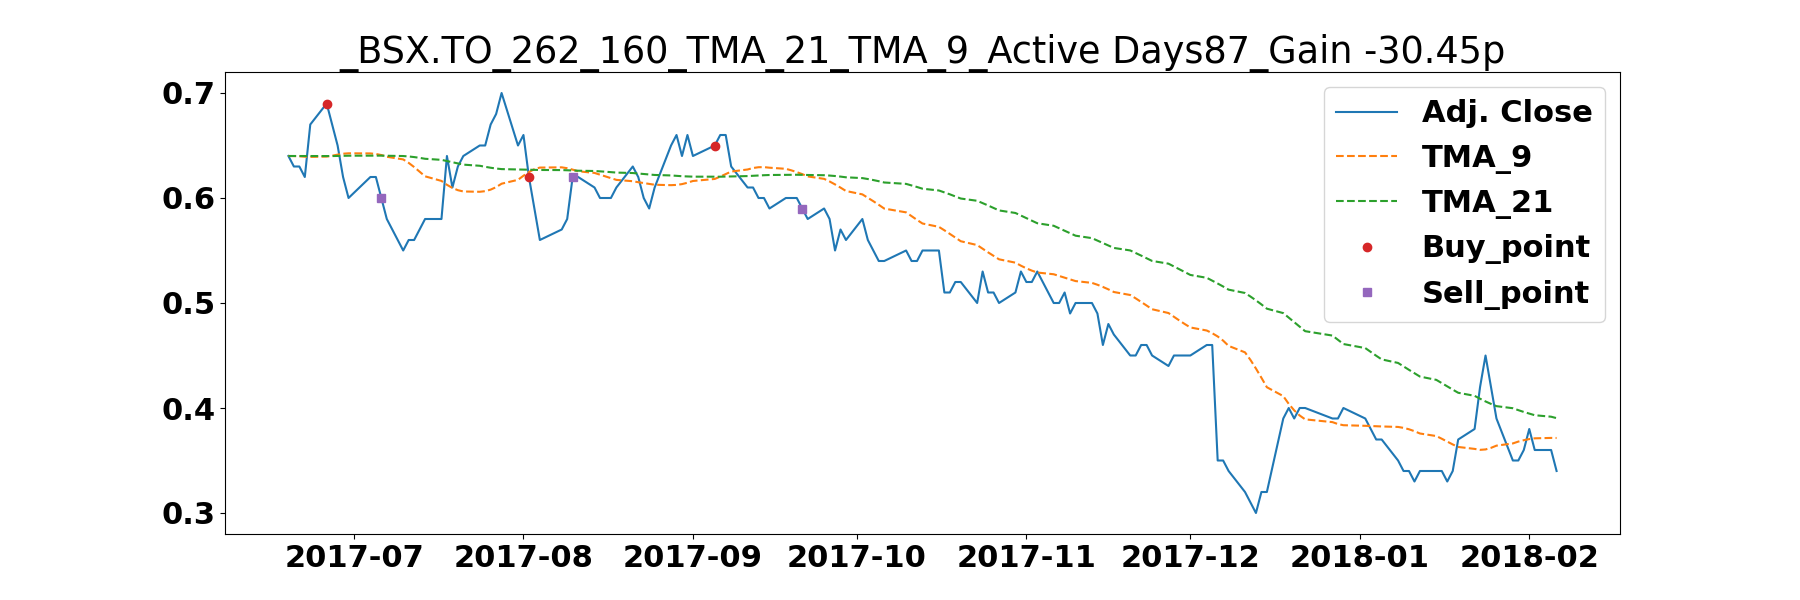 _BSX.TO_262_160_TMA_21_TMA_9_Active Days87_Gain -30.45p
0.7
0.6
0.5
0.4
0.3
Adj. Close
TMA_9
TMA_21
Buy_point
Sell_point
2017-07 2017-08 2017-09 2017-10 2017-11 2017-12 2018-01 2018-02